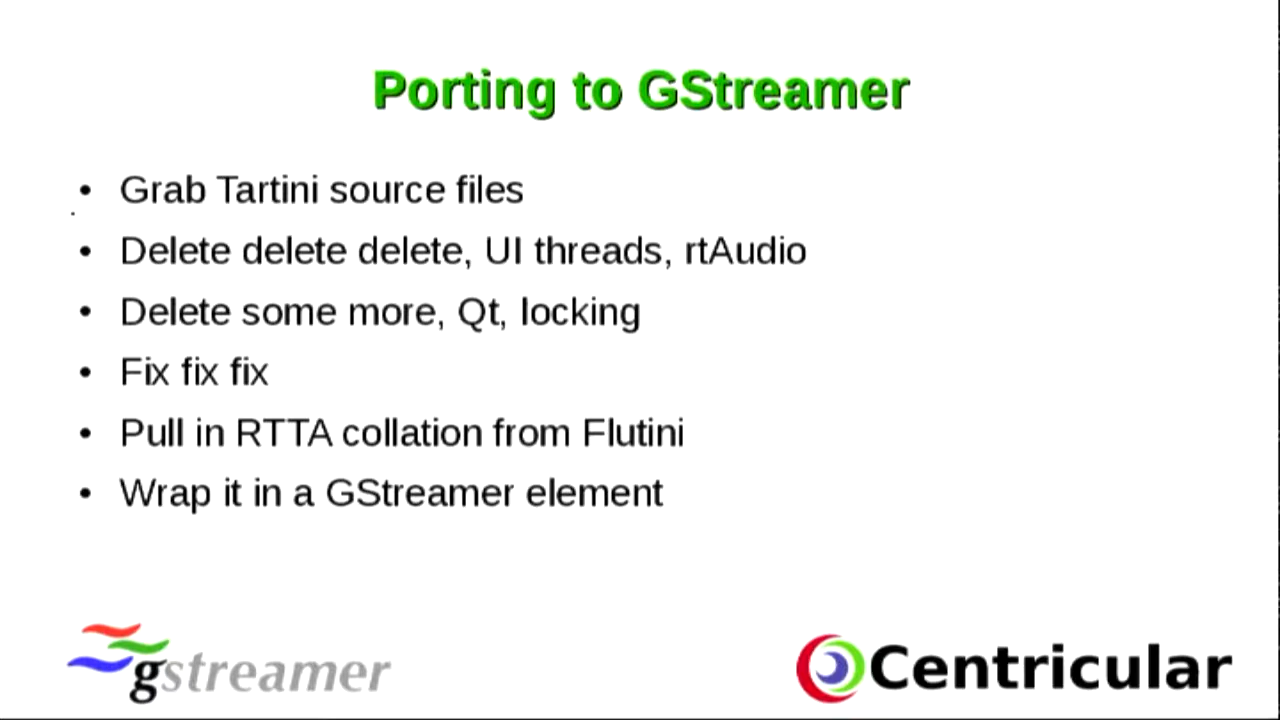 Porting to GStreamer
• Grab Tartini source files
• Delete delete delete, UI threads, rtAudio
• Delete some more, Qt, locking
• Fix fix fix
• Pull in RTTA collation from Flutini
• Wrap it in a GStreamer element
gstreamer
Centricular